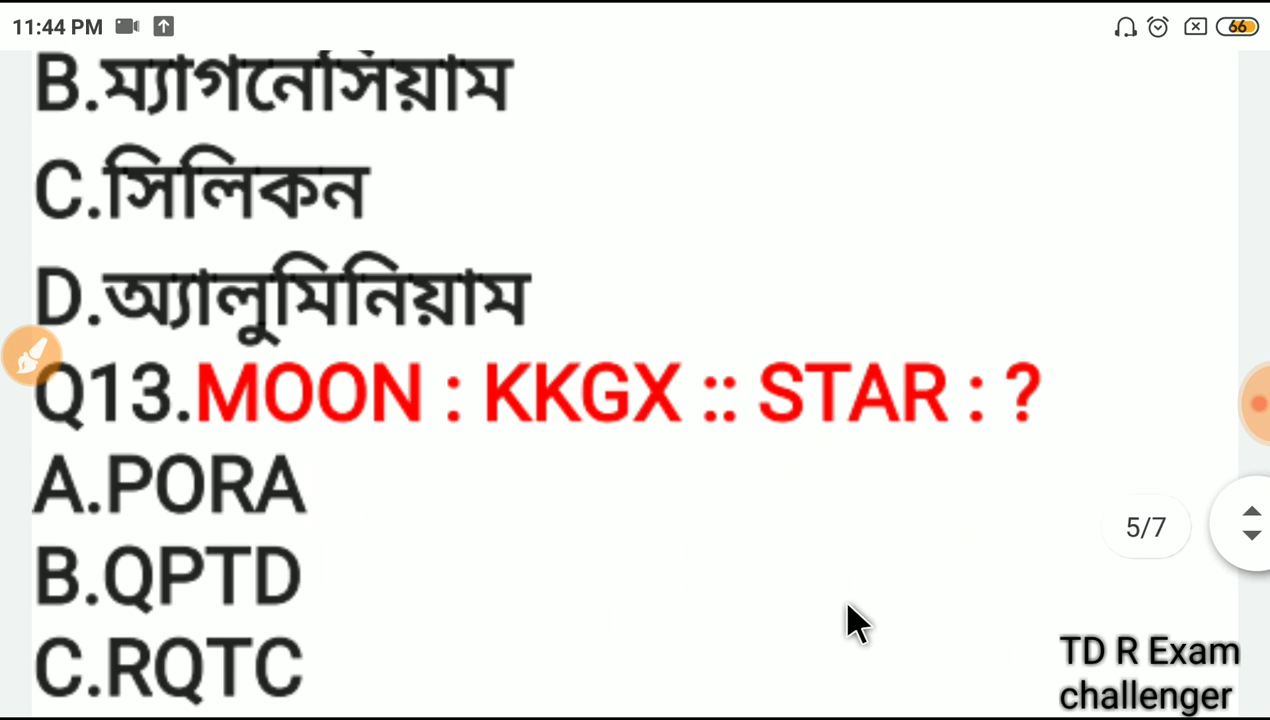 11:44 PM
66
B.ম্যাগনেসিয়াম
C.সিলিকন
D.অ্যালুমিনিয়াম
Q13.MOON : KKGX :: STAR : ?
A.PORA
B.QPTD
5/7
C.RQTC
TD R Exam
challenger